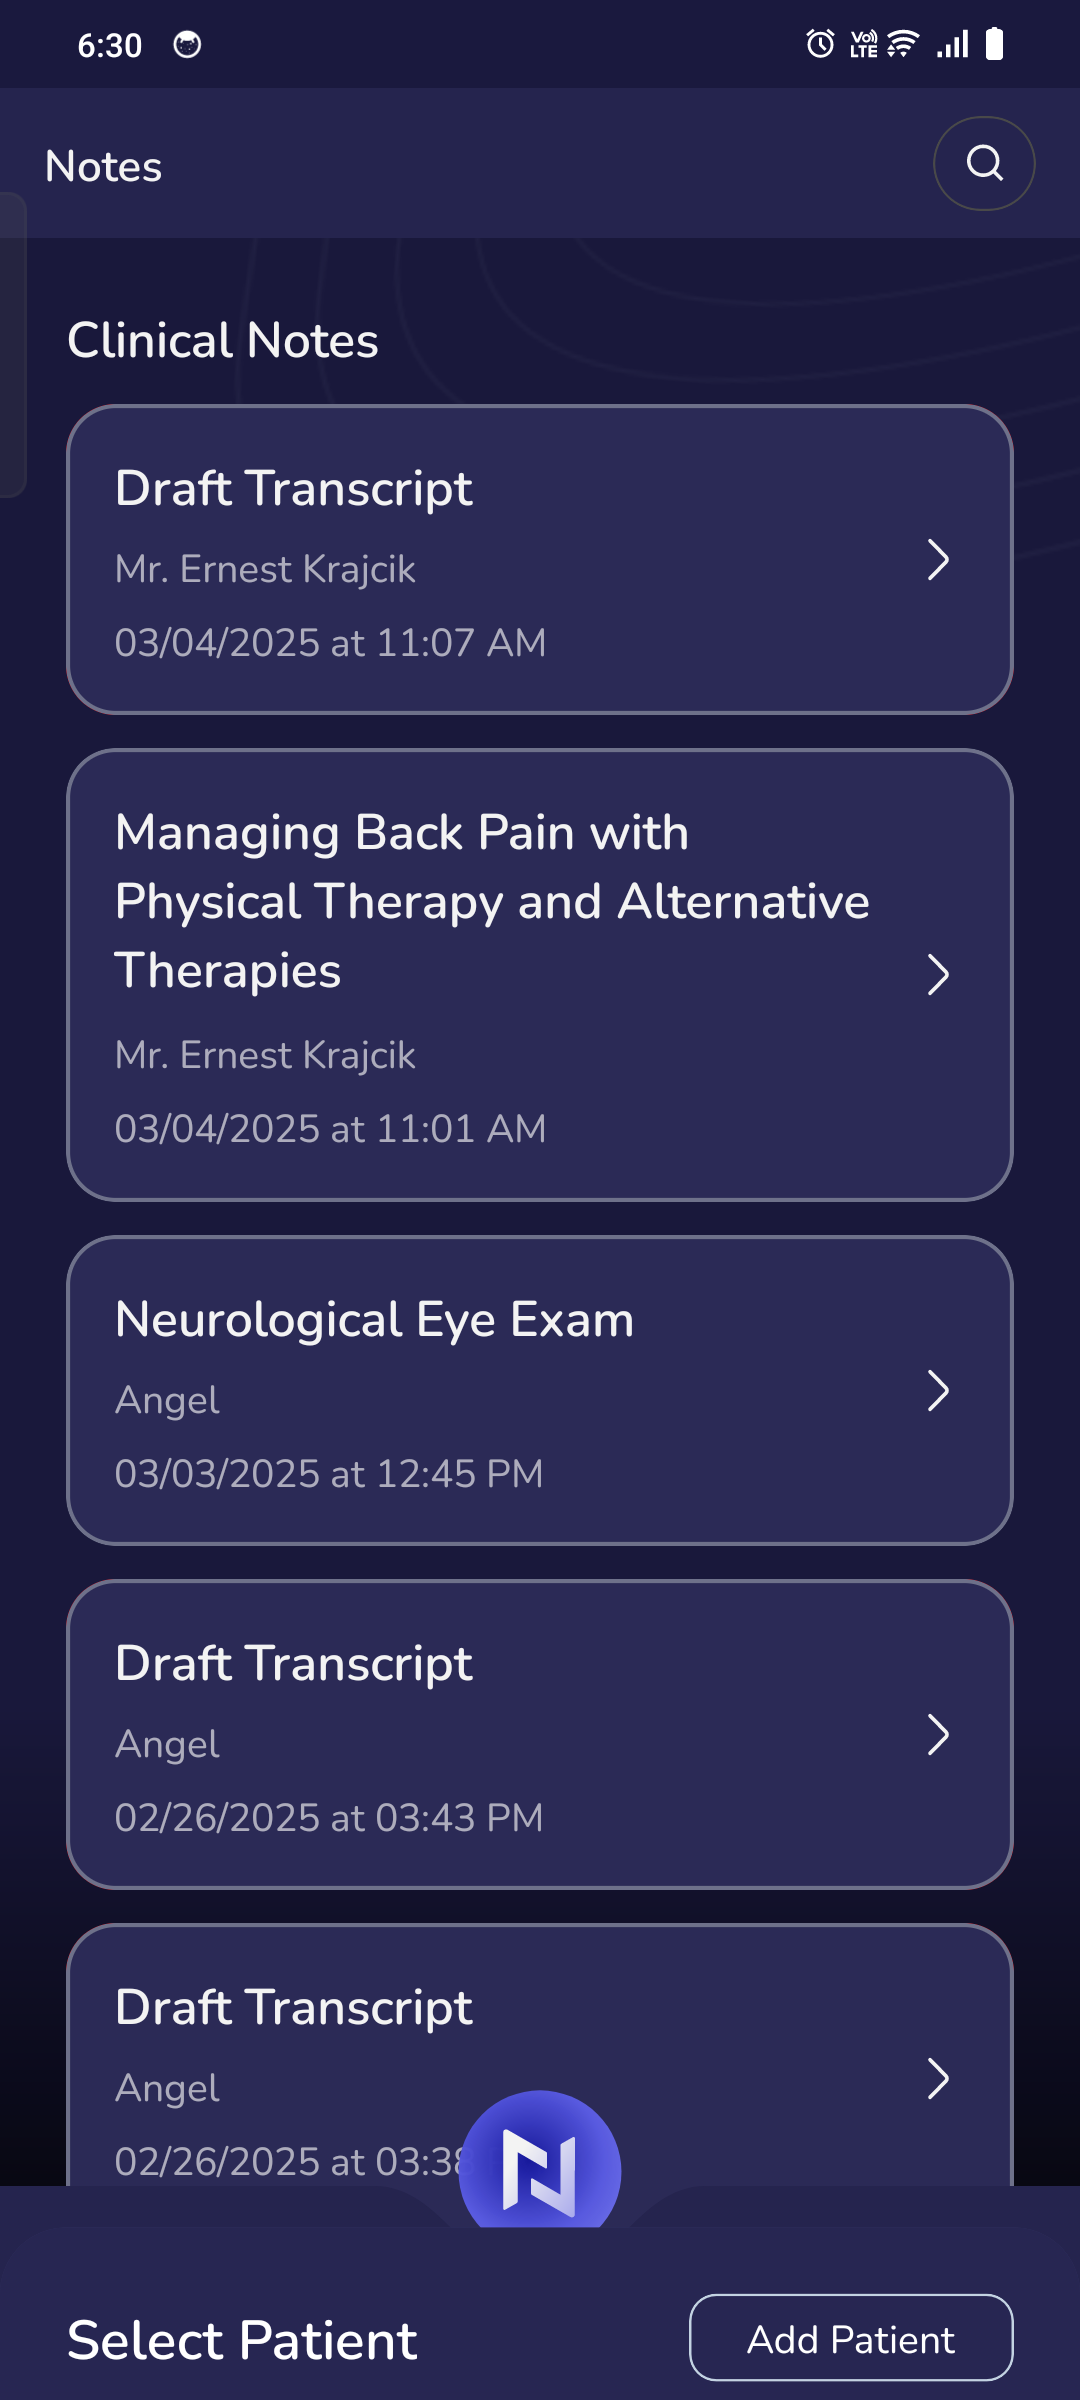 6:30
Vo)) LTE
Notes
Clinical Notes
Draft Transcript
Mr. Ernest Krajcik
03/04/2025 at 11:07 AM
Managing Back Pain with
Physical Therapy and Alternative
Therapies
Mr. Ernest Krajcik
03/04/2025 at 11:01 AM
Neurological Eye Exam
Angel
03/03/2025 at 12:45 PM
Draft Transcript
Angel
02/26/2025 at 03:43 PM
Draft Transcript
Angel
02/26/2025 at 03:38
Select Patient
Add Patient